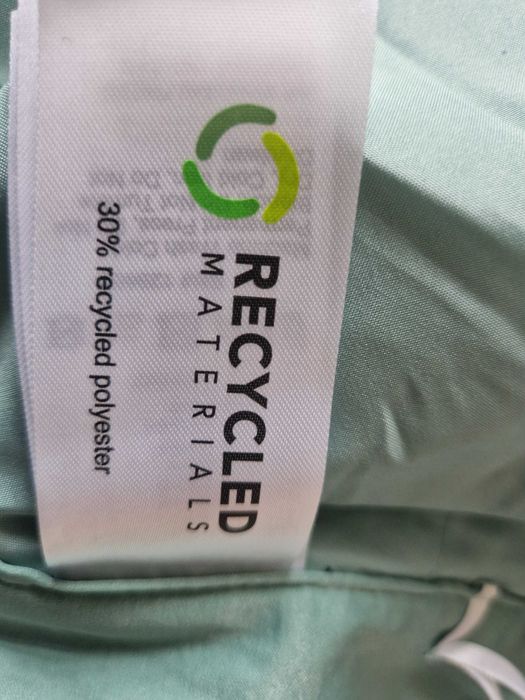 RECYCLED
MATERIALS
30% recycled polyester